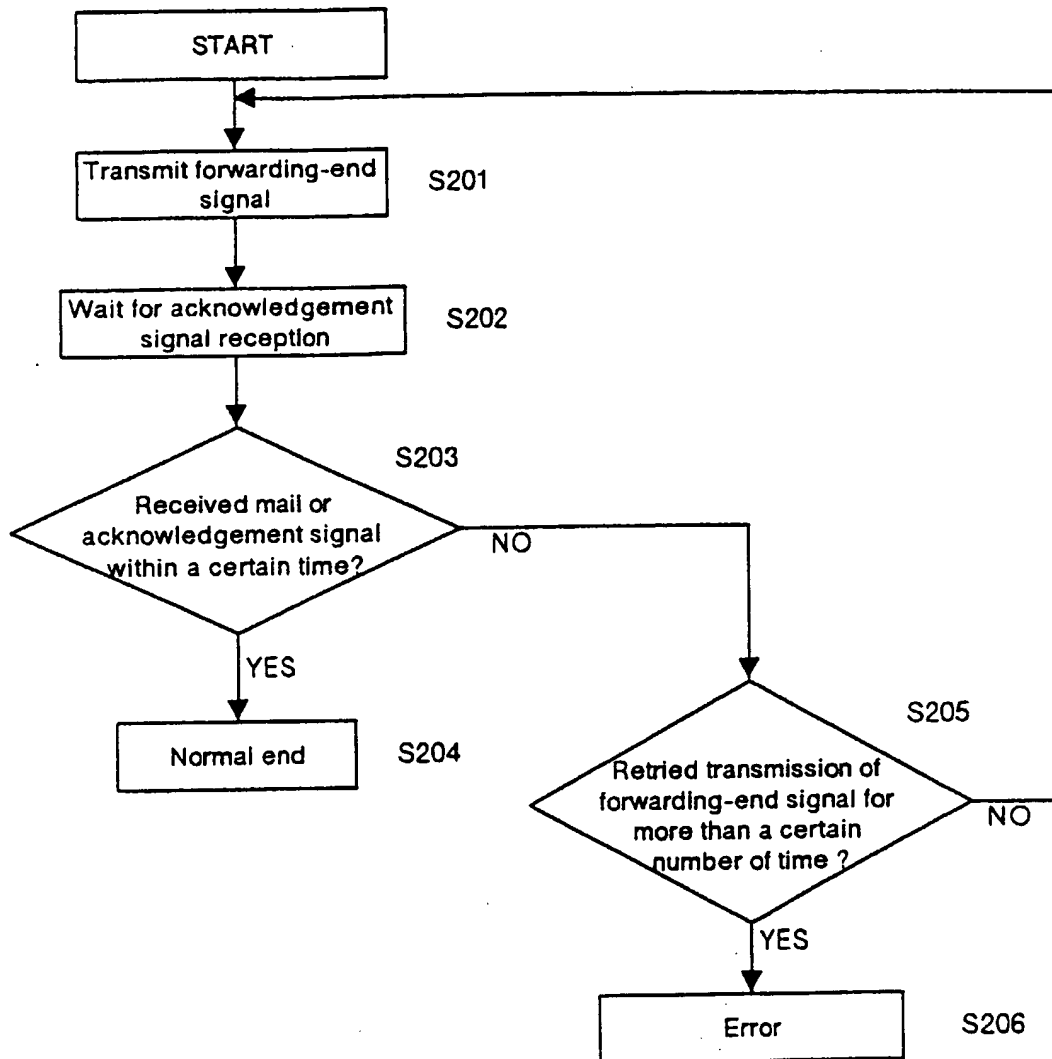 START
Transmit forwarding-end
signal
S201
Wait for acknowledgement
signal reception
S202
S203
Received mail or
acknowledgement signal
within a certain time?
NO
YES
Normal end
S204
S205
Retried transmission of
forwarding-end signal for
more than a certain
number of time ?
NO
YES
Error
S206